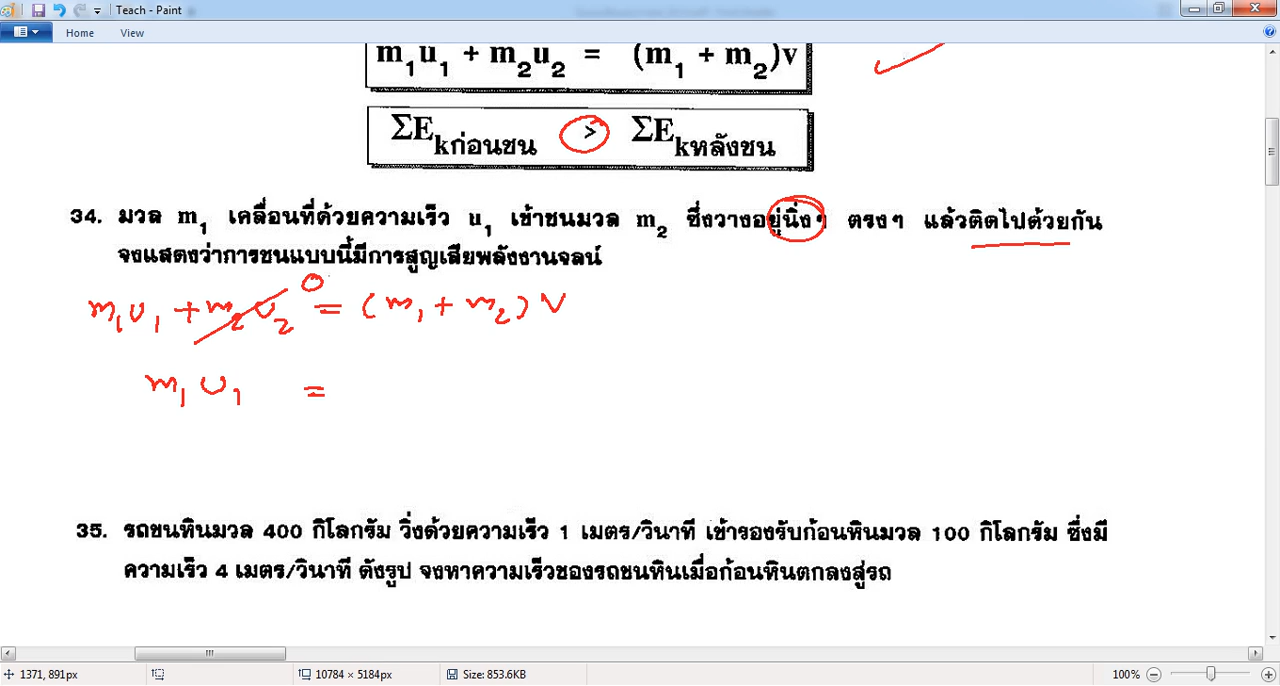 Teach - Paint
Home View
m₁u₁ + m₂u₂ = (m₁ + m₂)v
ΣEkก่อนชน > ΣEkหลังชน
34. มวล m₁ เคลื่อนที่ด้วยความเร็ว u₁ เข้าชนมวล m₂ ซึ่งวางอยู่นิ่งๆ ตรงๆ แล้วติดไปด้วยกัน
จงแสดงว่าการชนแบบนี้มีการสูญเสียพลังงานจลน์
m₁u₁ + m₂u₂ 0 = (m₁ + m₂) v
m₁u₁ =
35. รถขนหินมวล 400 กิโลกรัม วิ่งด้วยความเร็ว 1 เมตร/วินาที เข้ารองรับก้อนหินมวล 100 กิโลกรัม ซึ่งมี
ความเร็ว 4 เมตร/วินาที ดังรูป จงหาความเร็วของรถขนหินเมื่อก้อนหินตกลงสู่รถ
1371, 891px 10784 × 5184px Size: 853.6KB 100%